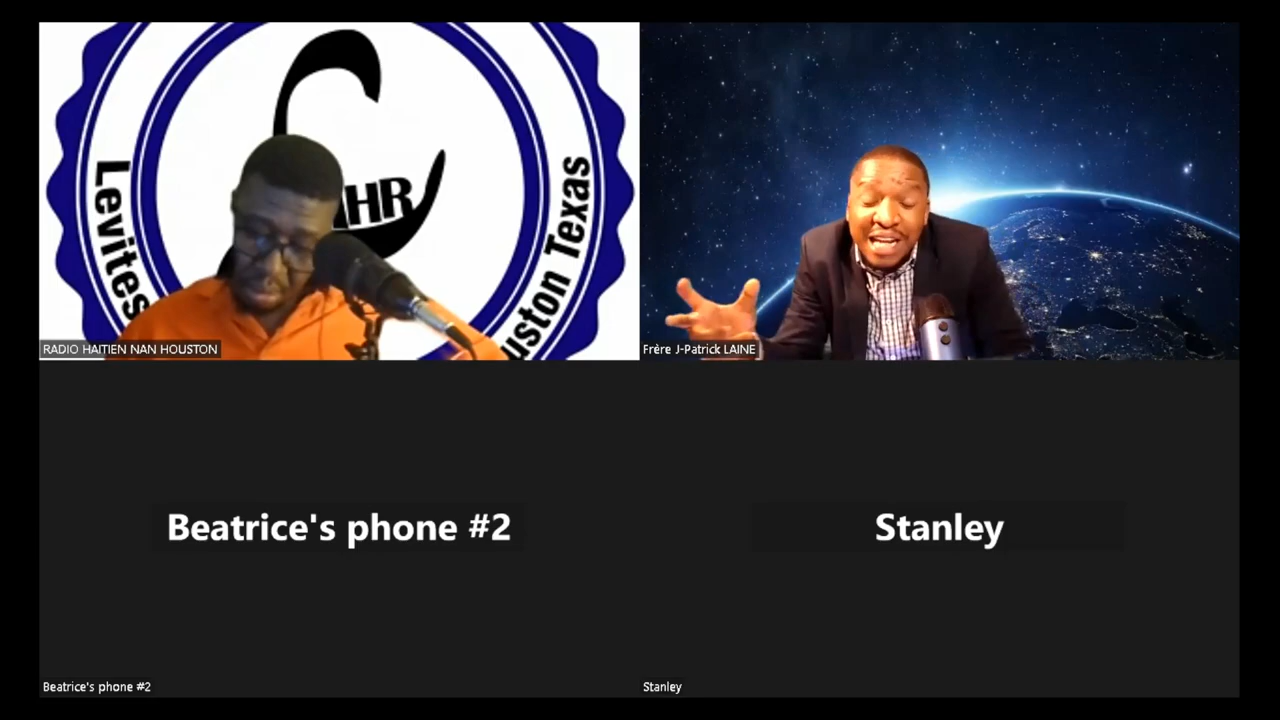 Levites
HR
Houston Texas
RADIO HAITIEN NAN HOUSTON
Frère J-Patrick LAINE
Beatrice's phone #2
Stanley
Beatrice's phone #2
Stanley